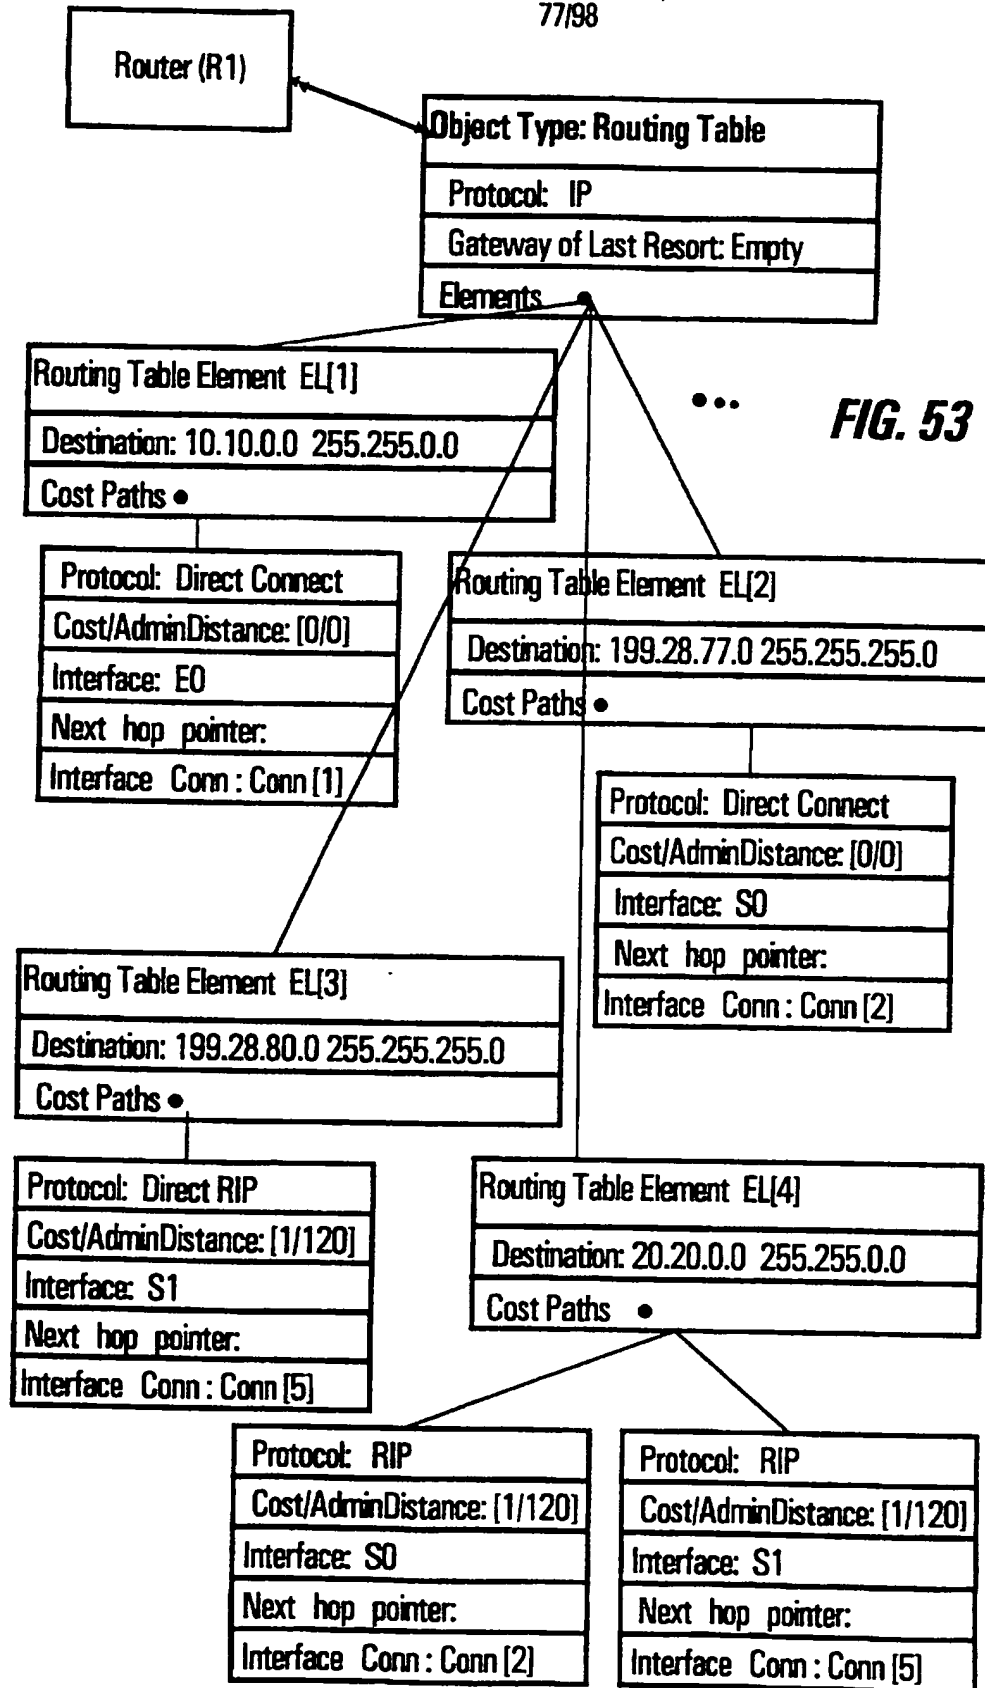 77/98
Router (R1)
Object Type: Routing Table
Protocol: IP
Gateway of Last Resort: Empty
Elements
Routing Table Element EL[1]
Destination: 10.10.0.0 255.255.0.0
Cost Paths
FIG. 53
Protocol: Direct Connect
Cost/AdminDistance: [0/0]
Interface: E0
Next hop pointer:
Interface Conn : Conn [1]
Routing Table Element EL[2]
Destination: 199.28.77.0 255.255.255.0
Cost Paths
Protocol: Direct Connect
Cost/AdminDistance: [0/0]
Interface: S0
Next hop pointer:
Interface Conn : Conn [2]
Routing Table Element EL[3]
Destination: 199.28.80.0 255.255.255.0
Cost Paths
Protocol: Direct RIP
Cost/AdminDistance: [1/120]
Interface: S1
Next hop pointer:
Interface Conn : Conn [5]
Routing Table Element EL[4]
Destination: 20.20.0.0 255.255.0.0
Cost Paths
Protocol: RIP
Cost/AdminDistance: [1/120]
Interface: S0
Next hop pointer:
Interface Conn : Conn [2]
Protocol: RIP
Cost/AdminDistance: [1/120]
Interface: S1
Next hop pointer:
Interface Conn : Conn [5]